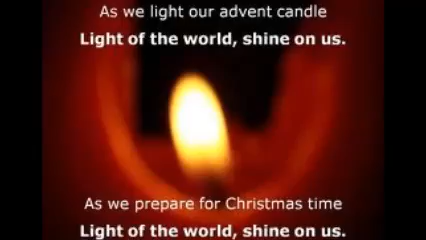 As we light our advent candle
Light of the world, shine on us.
As we prepare for Christmas time
Light of the world, shine on us.